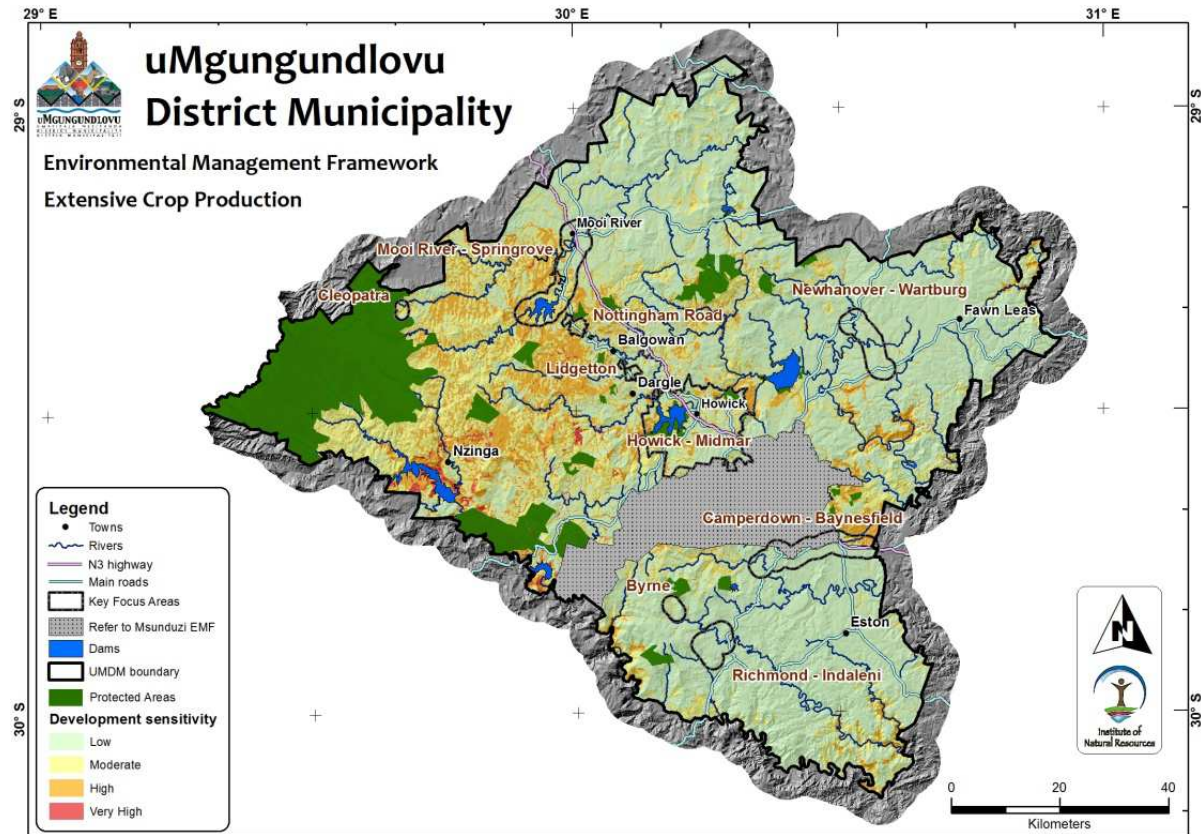 29° E
30° E
31° E
uMgungundlovu
District Municipality
uMGUNGUNDLOVU
Environmental Management Framework
Extensive Crop Production
29° S
29° S
Mooi River
Mooi River - Springrove
Cleopatra
Newhanover - Wartburg
Nottingham Road
Fawn Leas
Balgowan
Lidgetton
Dargle
Howick
Howick - Midmar
Nzinga
Camperdown - Baynesfield
Byrne
Eston
Richmond - Indaleni
Legend
Towns
Rivers
N3 highway
Main roads
Key Focus Areas
Refer to Msunduzi EMF
Dams
UMDM boundary
Protected Areas
Development sensitivity
Low
Moderate
High
Very High
N
Institute of
Natural Resources
30° S
30° S
0 20 40
Kilometers